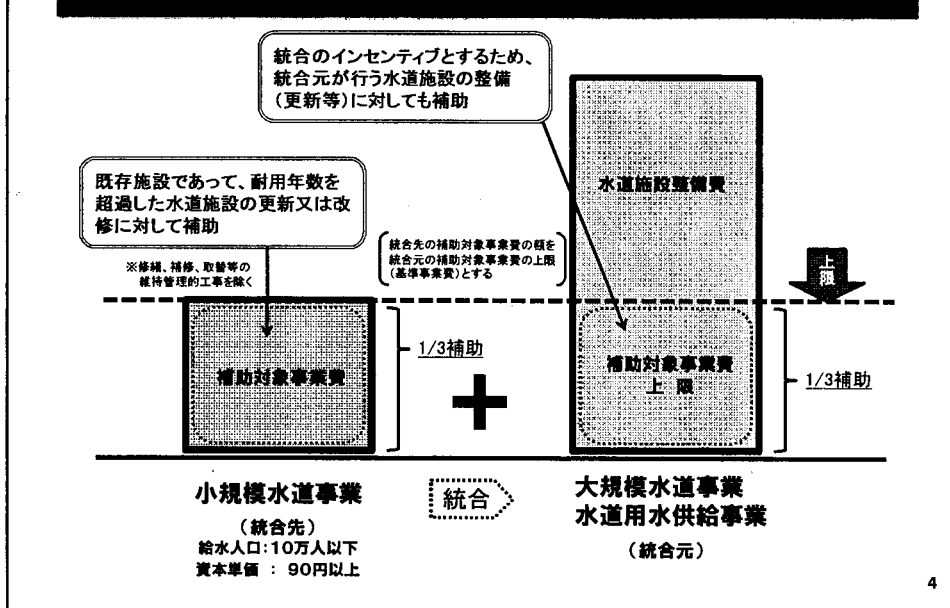 統合のインセンティブとするため、
統合元が行う水道施設の整備
（更新等）に対しても補助
既存施設であって、耐用年数を
超過した水道施設の更新又は改
修に対して補助
※修繕、補修、取替等の
維持管理的工事を除く
統合先の補助対象事業費の額を
統合元の補助対象事業費の上限
（基準事業費）とする
水道施設整備費
上限
補助対象事業費
1/3補助
補助対象事業費
上　限
1/3補助
小規模水道事業
（統合先）
給水人口：10万人以下
資本単価 ： 90円以上
統合
大規模水道事業
水道用水供給事業
（統合元）
4